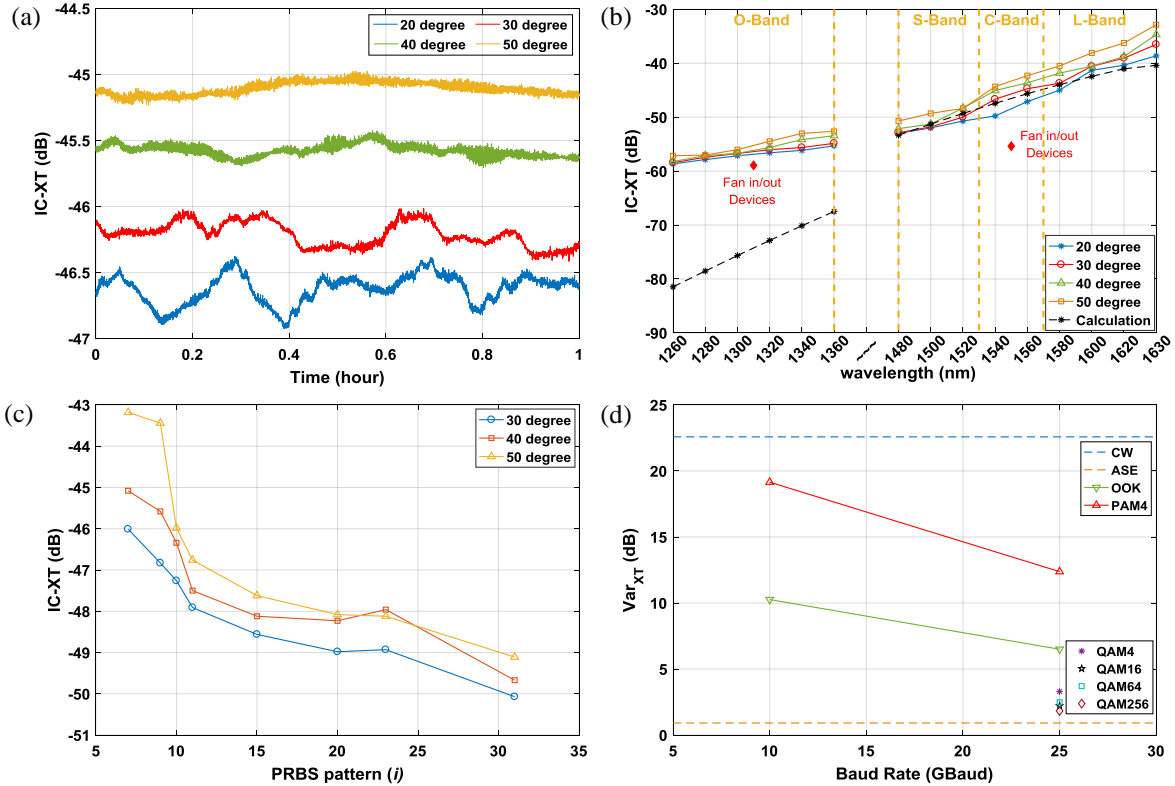 (a)
-44.5
-45
-45.5
-46
-46.5
-47
IC-XT (dB)
20 degree
30 degree
40 degree
50 degree
0
0.2
0.4
0.6
0.8
1
Time (hour)
(b)
-30
-40
-50
-60
-70
-80
-90
IC-XT (dB)
O-Band
S-Band
C-Band
L-Band
Fan in/out
Devices
Fan in/out
Devices
20 degree
30 degree
40 degree
50 degree
Calculation
1260
1280
1300
1320
1340
1360
~~~
1480
1500
1520
1540
1560
1580
1600
1620
1630
wavelength (nm)
(c)
-43
-44
-45
-46
-47
-48
-49
-50
-51
IC-XT (dB)
30 degree
40 degree
50 degree
5
10
15
20
25
30
35
PRBS pattern (i)
(d)
25
20
15
10
5
0
VarXT (dB)
CW
ASE
OOK
PAM4
QAM4
QAM16
QAM64
QAM256
5
10
15
20
25
30
Baud Rate (GBaud)